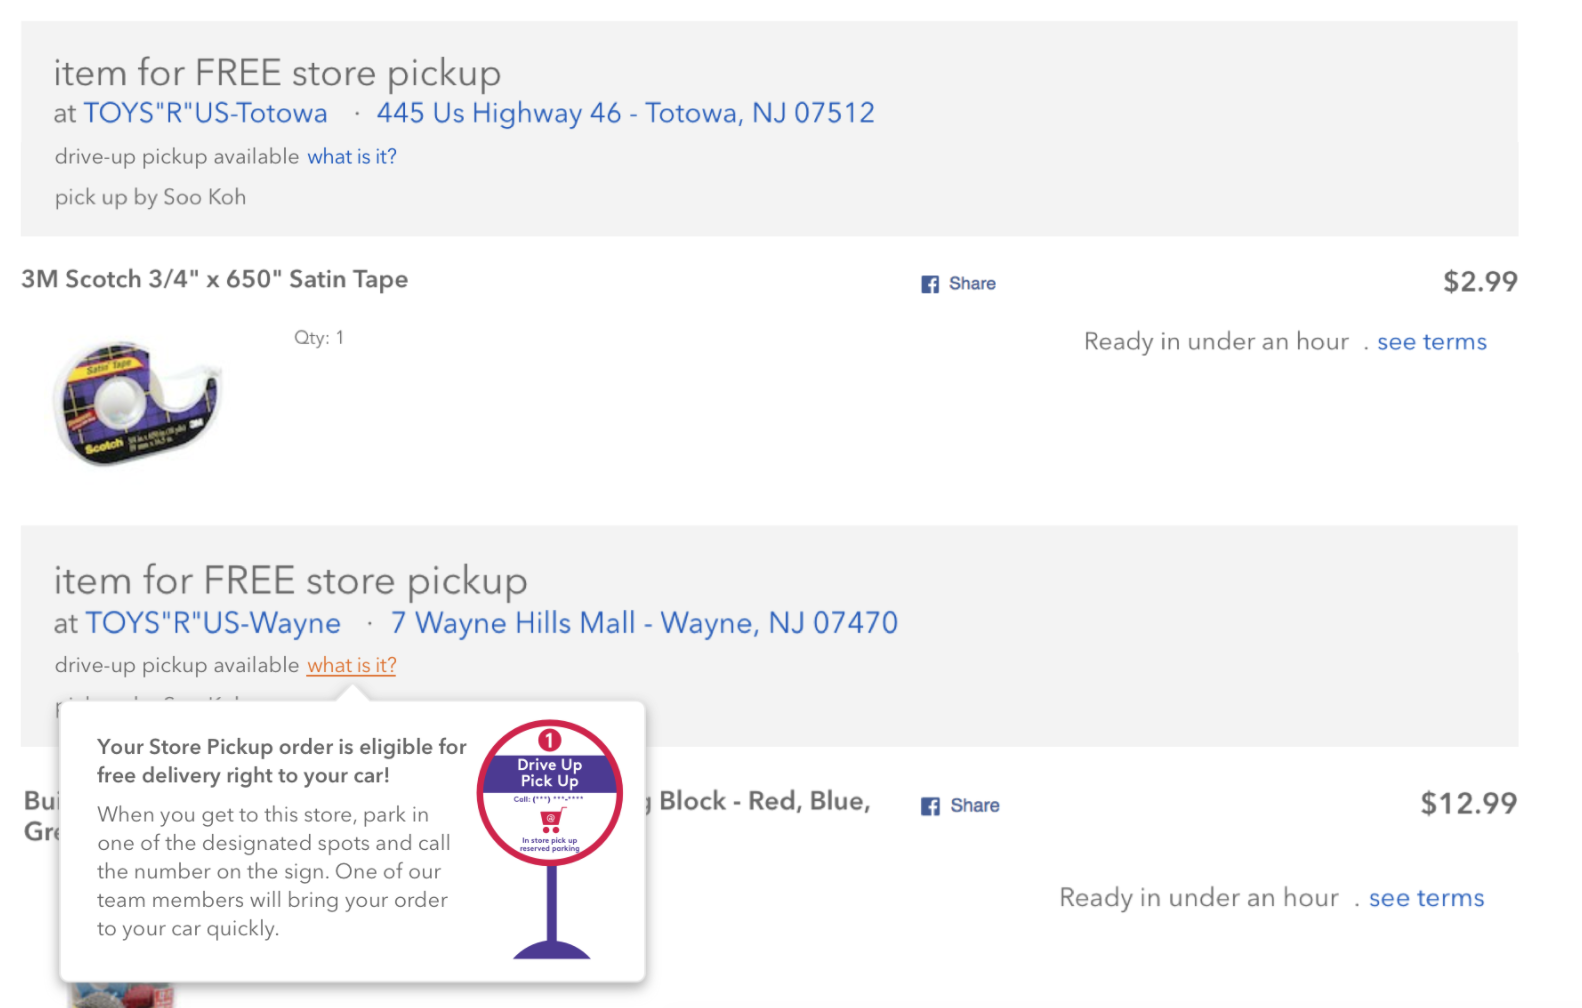 item for FREE store pickup
at TOYS"R"US-Totowa · 445 Us Highway 46 - Totowa, NJ 07512
drive-up pickup available what is it?
pick up by Soo Koh
3M Scotch 3/4" x 650" Satin Tape
Share
$2.99
Qty: 1
Ready in under an hour . see terms
Satin Tape
Scotch
3M
item for FREE store pickup
at TOYS"R"US-Wayne · 7 Wayne Hills Mall - Wayne, NJ 07470
drive-up pickup available what is it?
Your Store Pickup order is eligible for
free delivery right to your car!
When you get to this store, park in
one of the designated spots and call
the number on the sign. One of our
team members will bring your order
to your car quickly.
1
Drive Up
Pick Up
Call: (***) ***-****
@
In store pick up
reserved parking
Block - Red, Blue,
Share
$12.99
Ready in under an hour . see terms